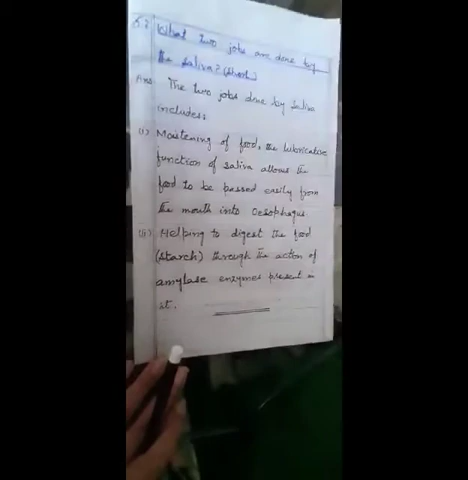 Q.2 What two jobs are done by
the saliva? (Short)
Ans The two jobs done by Saliva
includes:
(i) Moistening of food, the lubricative
function of saliva allows the
food to be passed easily from
the mouth into Oesophagus
(ii) Helping to digest the food
(starch) through the action of
amylase enzymes present in
it.